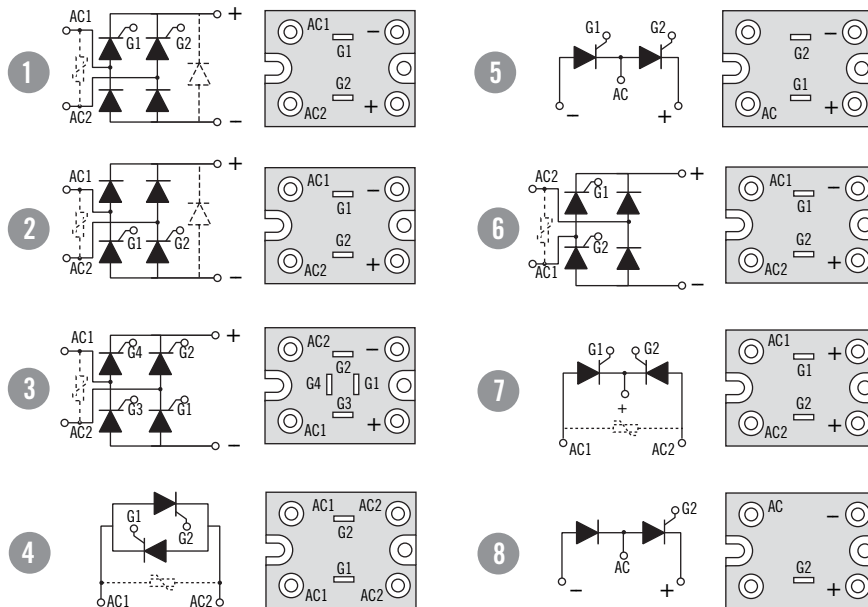 1
AC1
G1 G2
+
AC2
−
AC1 −
G1
G2
AC2 +
2
AC1
+
G1 G2
AC2
−
AC1 −
G1
G2
AC2 +
3
AC1
+
G4 G2
G3 G1
AC2
−
AC2 −
G2
G4 G1
G3
AC1 +
4
G1
G2
AC1 AC2
AC1 AC2
G2
G1
AC1 AC2
5
G1 G2
AC
− +
−
G2
G1
AC +
6
AC2
+
G1
G2
AC1
−
AC1 −
G1
G2
AC2 +
7
G1 G2
+
AC1 AC2
AC1 +
G1
G2
AC2 +
8
G2
AC
− +
AC −
G2
+